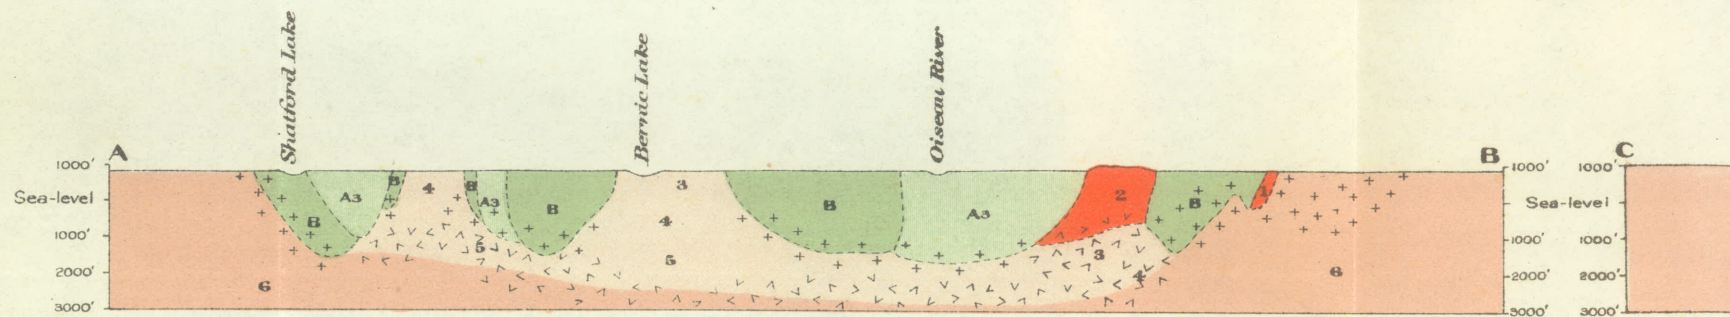 Shatford Lake
Bernic Lake
Oiseau River
A
B
C
1000'
1000'
1000'
Sea-level
Sea-level
1000'
1000'
1000'
2000'
2000'
2000'
3000'
3000'
3000'
B
A3
B
4
B
A3
B
3
4
5
5
6
B
A3
2
3
4
B
1
6